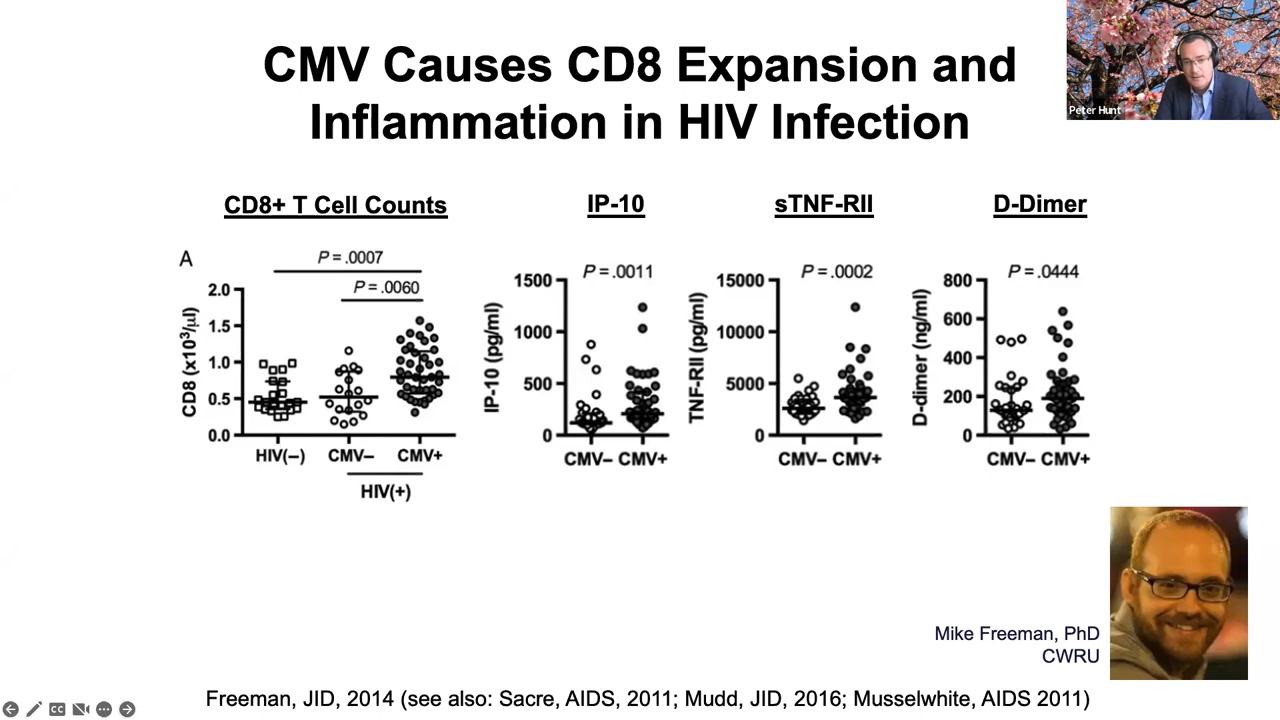 CMV Causes CD8 Expansion and
Inflammation in HIV Infection
Peter Hunt
CD8+ T Cell Counts
IP-10
sTNF-RII
D-Dimer
A
P = .0007
P = .0060
2.0
1.5
1.0
0.5
0.0
CD8 (x10³/µl)
HIV(–)
CMV–
CMV+
HIV(+)
P = .0011
1500
1000
500
0
IP-10 (pg/ml)
CMV– CMV+
P = .0002
15000
10000
5000
0
TNF-RII (pg/ml)
CMV– CMV+
P = .0444
800
600
400
200
0
D-dimer (ng/ml)
CMV– CMV+
Mike Freeman, PhD
CWRU
Freeman, JID, 2014 (see also: Sacre, AIDS, 2011; Mudd, JID, 2016; Musselwhite, AIDS 2011)
CC